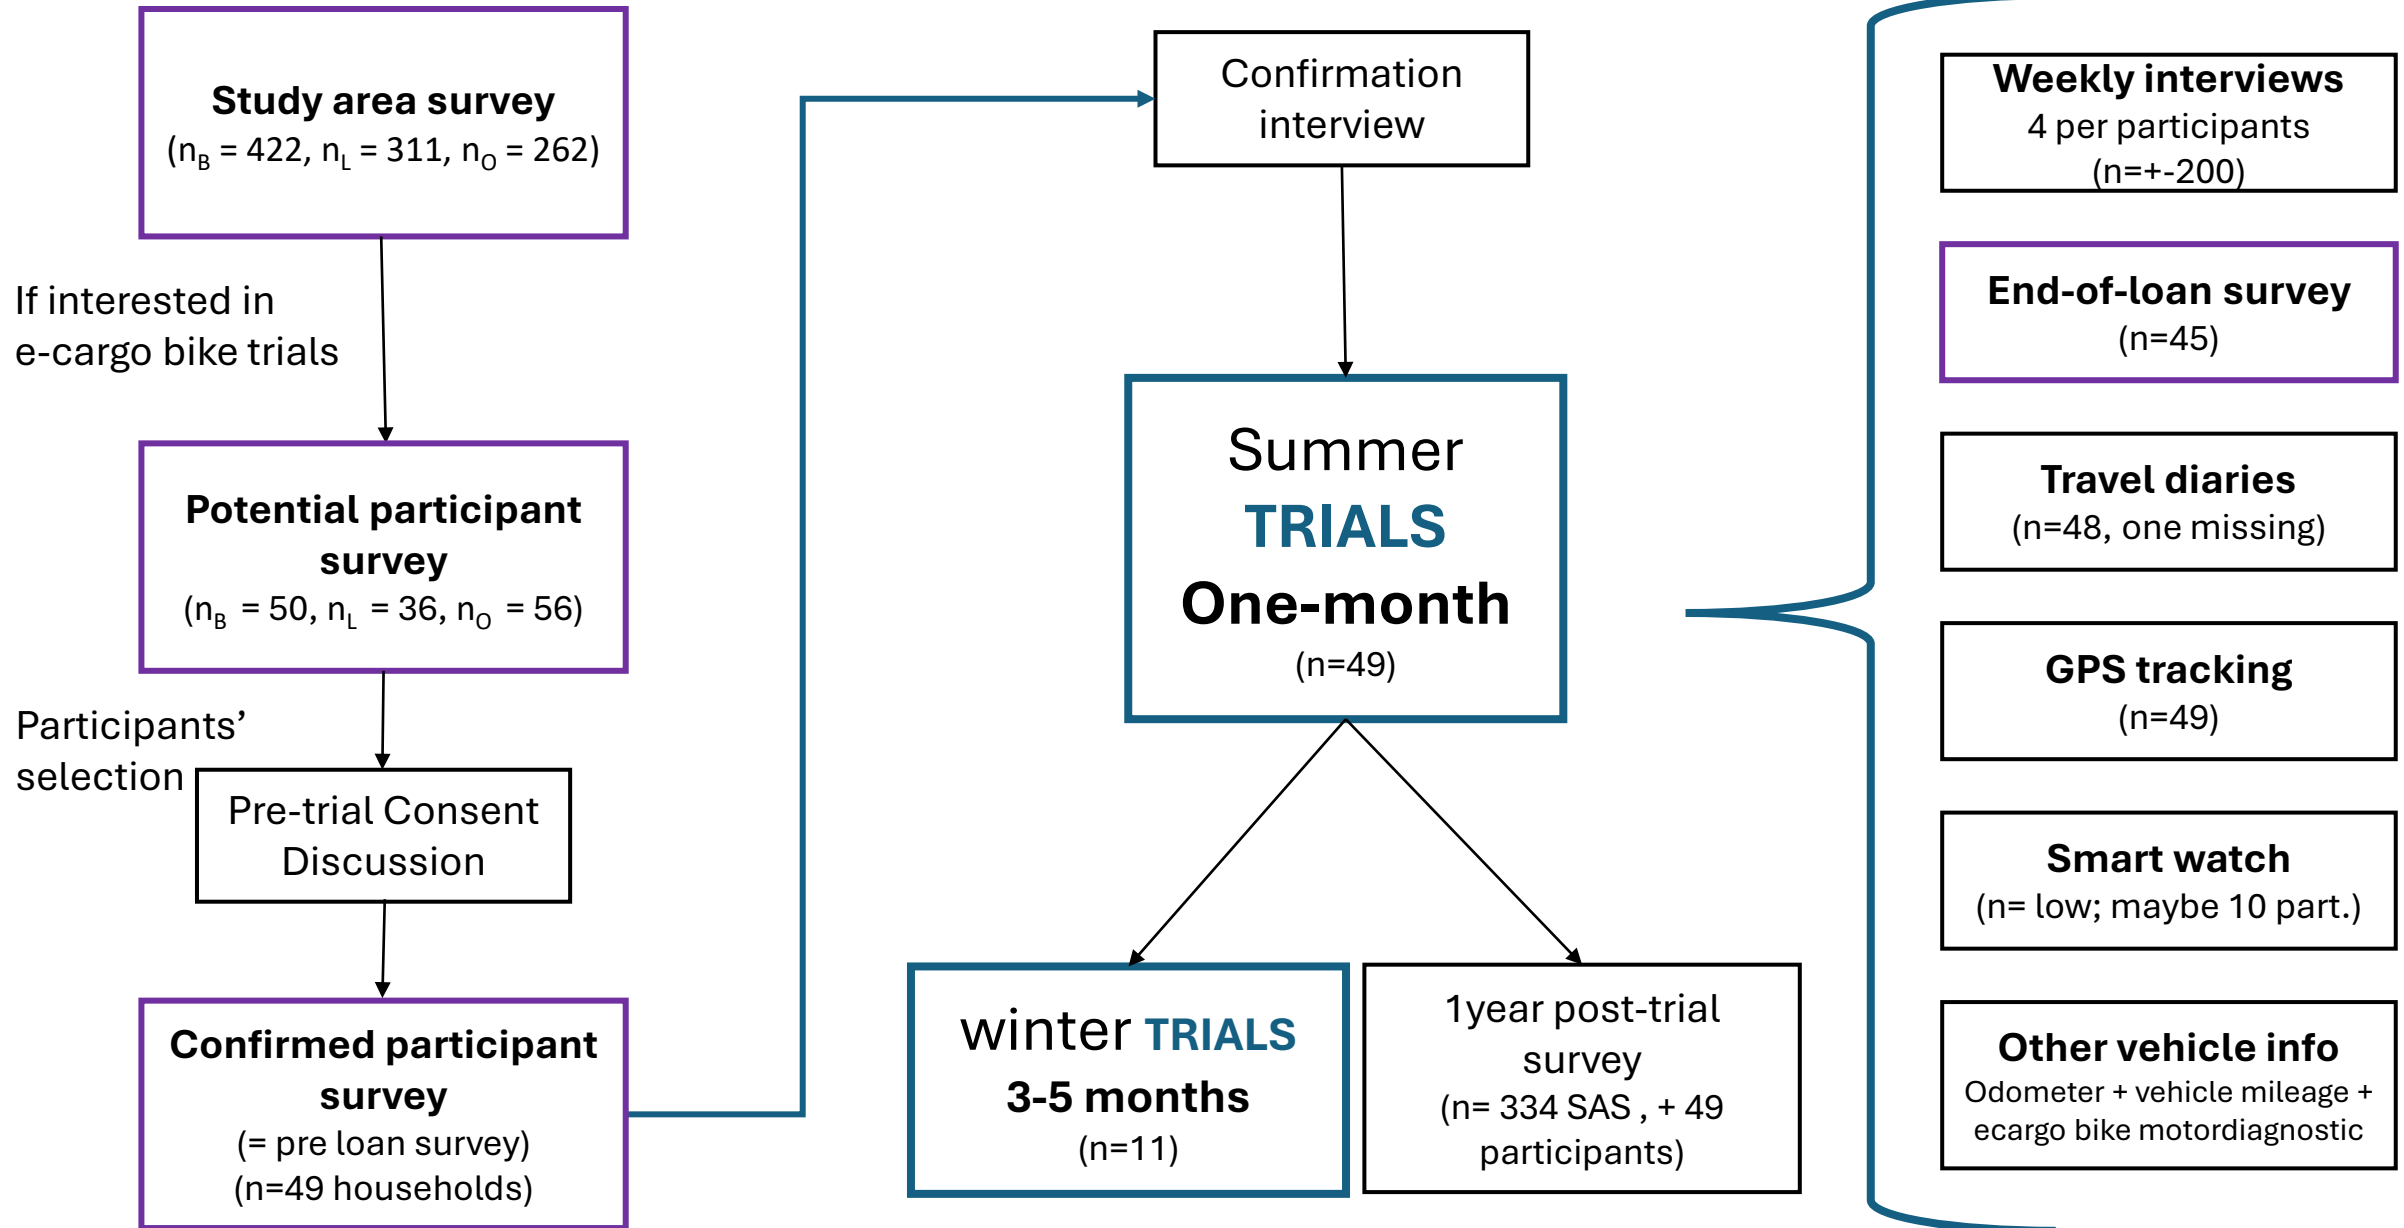 Study area survey
(nB = 422, nL = 311, nO = 262)
If interested in
e-cargo bike trials
Potential participant
survey
(nB = 50, nL = 36, nO = 56)
Participants’
selection
Pre-trial Consent
Discussion
Confirmed participant
survey
(= pre loan survey)
(n=49 households)
Confirmation
interview
Summer
TRIALS
One-month
(n=49)
winter TRIALS
3-5 months
(n=11)
1year post-trial
survey
(n= 334 SAS , + 49
participants)
Weekly interviews
4 per participants
(n=+-200)
End-of-loan survey
(n=45)
Travel diaries
(n=48, one missing)
GPS tracking
(n=49)
Smart watch
(n= low; maybe 10 part.)
Other vehicle info
Odometer + vehicle mileage +
ecargo bike motordiagnostic